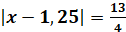 |x − 1,25| = 13/4